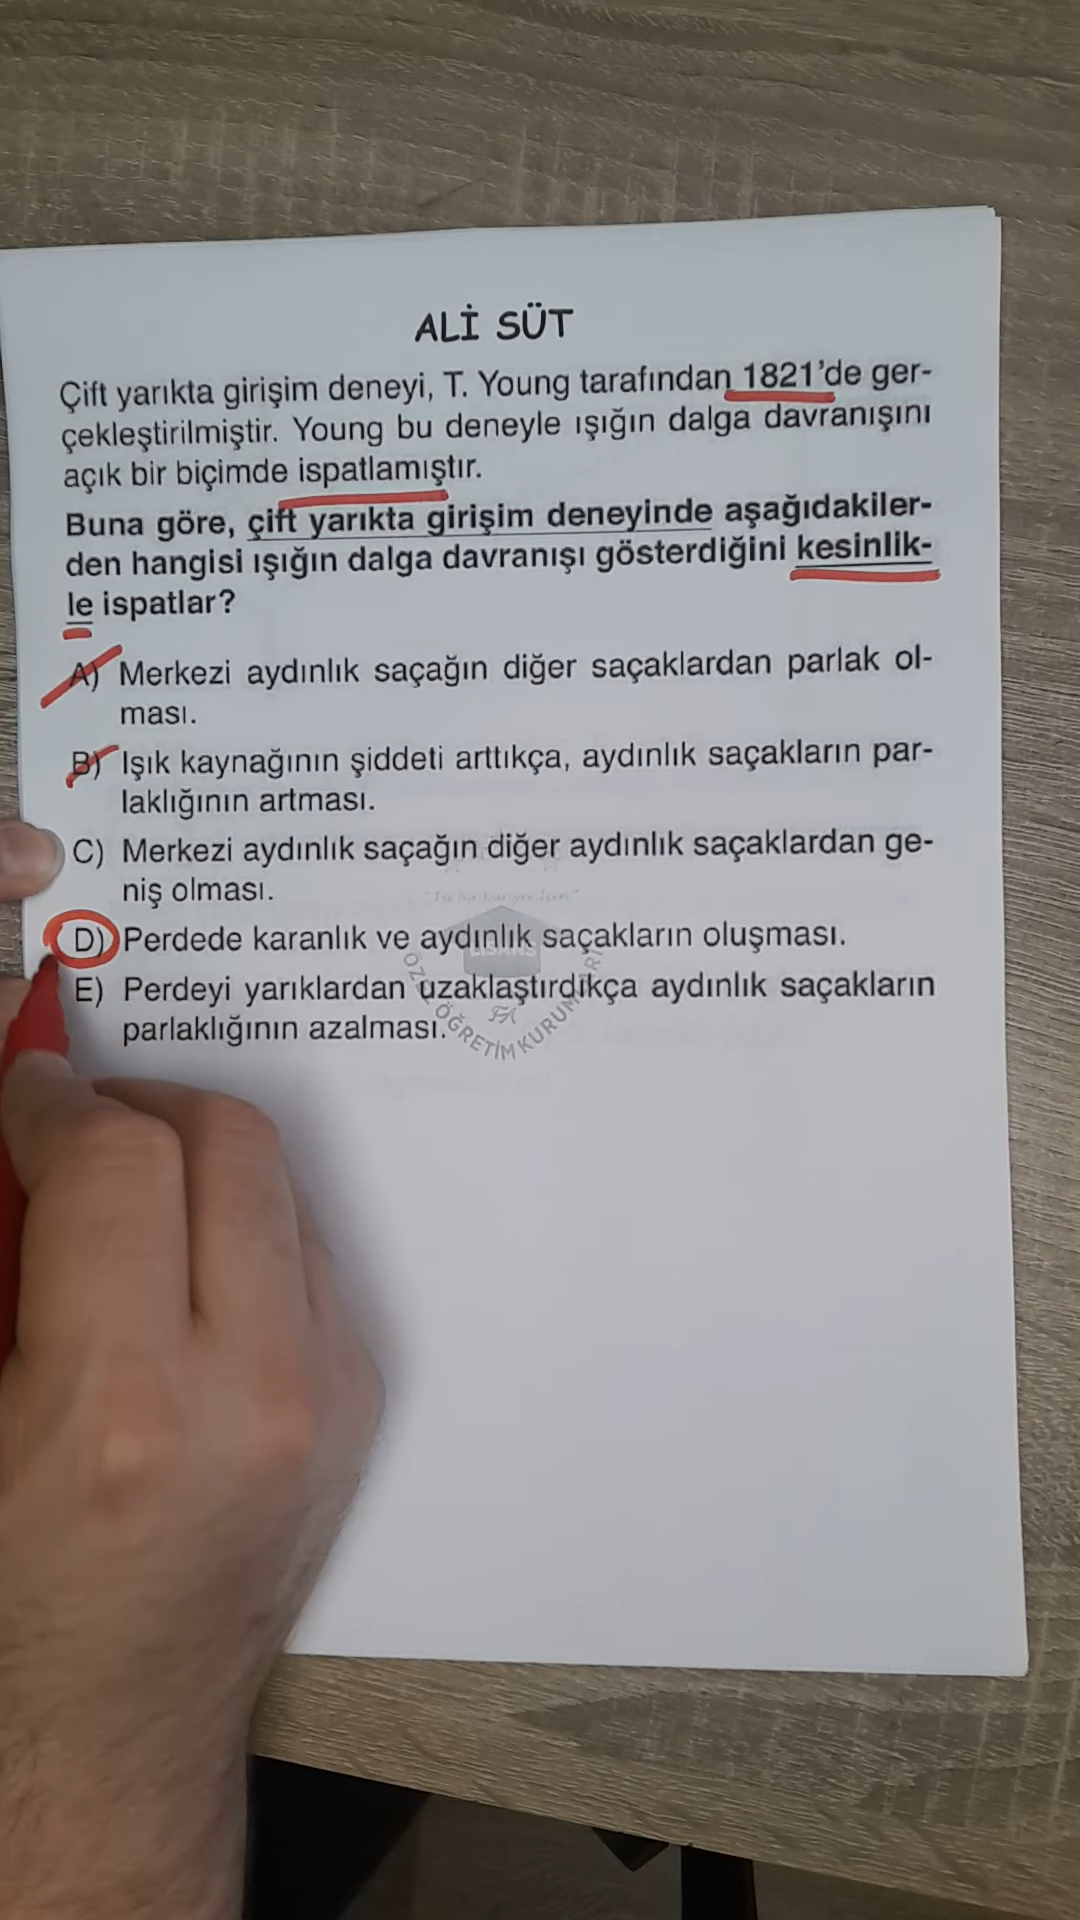 ALİ SÜT
Çift yarıkta girişim deneyi, T. Young tarafından 1821'de ger-
çekleştirilmiştir. Young bu deneyle ışığın dalga davranışını
açık bir biçimde ispatlamıştır.
Buna göre, çift yarıkta girişim deneyinde aşağıdakiler-
den hangisi ışığın dalga davranışı gösterdiğini kesinlik-
le ispatlar?
A) Merkezi aydınlık saçağın diğer saçaklardan parlak ol-
ması.
B) Işık kaynağının şiddeti arttıkça, aydınlık saçakların par-
laklığının artması.
C) Merkezi aydınlık saçağın diğer aydınlık saçaklardan ge-
niş olması.
D) Perdede karanlık ve aydınlık saçakların oluşması.
E) Perdeyi yarıklardan uzaklaştırdıkça aydınlık saçakların
parlaklığının azalması.
ÖĞRETİM KURUMLARI